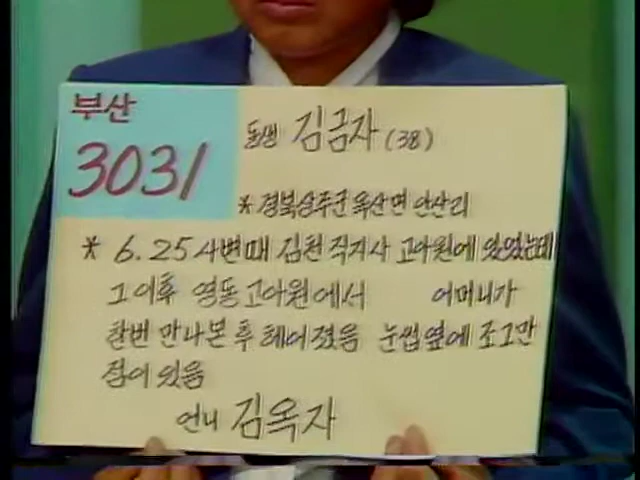 부산
3031
동생 김금자 (38)
* 경북상주군 옥산면 안산리
* 6.25 사변때 김천 직지사 고아원에 있었는데
그 이후 영동고아원에서 어머니가
한번 만나본 후 헤어졌음 눈썹옆에 조그만
점이 있음
언니 김옥자